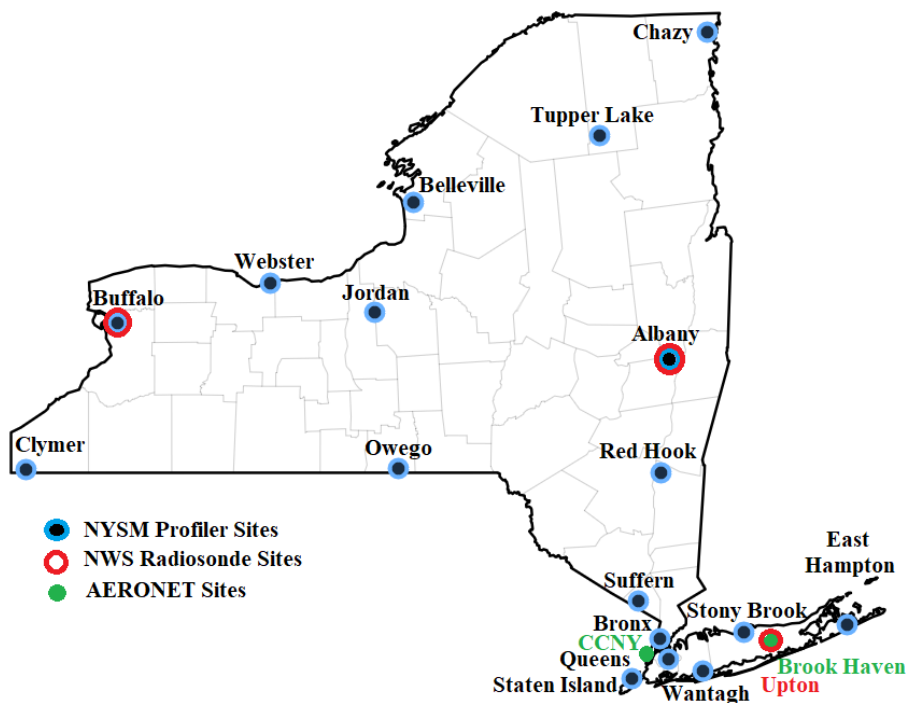 Chazy
Tupper Lake
Belleville
Webster
Jordan
Buffalo
Albany
Clymer
Owego
Red Hook
NYSM Profiler Sites
NWS Radiosonde Sites
AERONET Sites
East
Hampton
Suffern
Stony Brook
Bronx
CCNY
Queens
Brook Haven
Staten Island
Wantagh
Upton